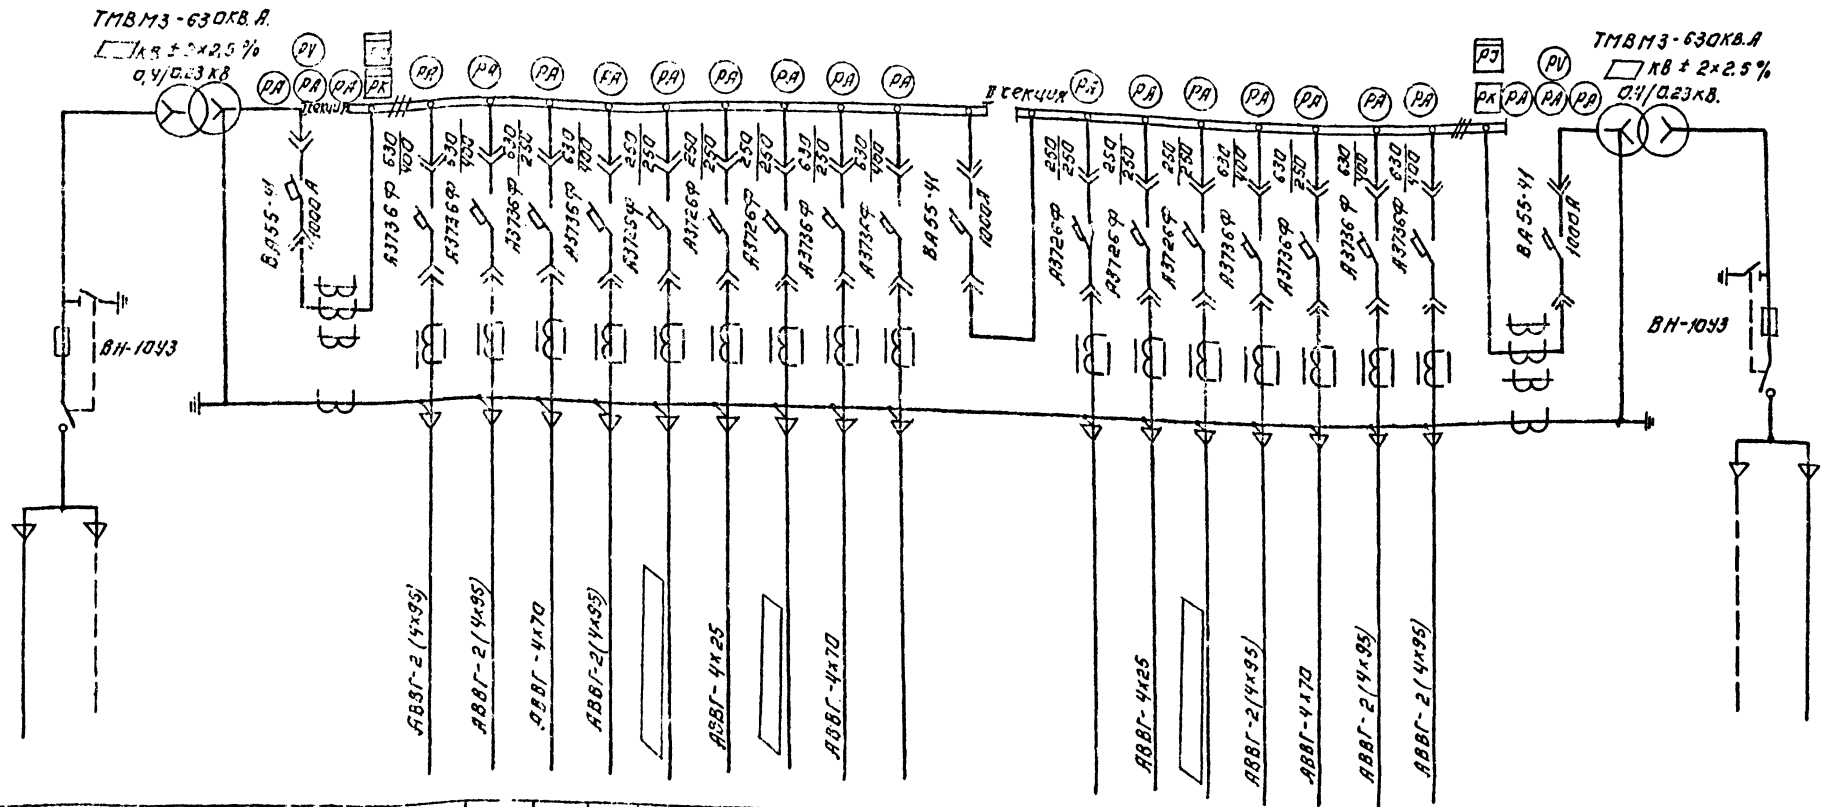 ТМВМЗ-630КВ.А.
КВ ± 2×2,5 %
0,4/0.23 КВ
PV
PA PA PA
PK
I секция
PA PA PA PA PA PA PA PA PA
II секция
PA PA PA PA PA PA PA
PJ
PK
PV
PA PA PA
ТМВМЗ-630КВ.А
КВ ± 2×2.5 %
0.4/0.23 КВ.
ВА55-41
1000А
А3736Ф 630/400
А3736Ф 630/400
А3736Ф 630/250
А3736Ф 630/400
А3726Ф 250/250
А3726Ф 250/250
А3726Ф 250/250
А3736Ф 630/250
А3736Ф 630/400
ВА55-41
1000А
А3726Ф 250/250
А3726Ф 250/250
А3726Ф 250/250
А3736Ф 630/400
А3736Ф 630/250
А3736Ф 630/400
А3736Ф 630/400
ВА55-41
1000А
ВН-10У3
ВН-10У3
АВВГ-2(4×95)
АВВГ-2(4×95)
АВВГ-4×70
АВВГ-2(4×95)
АВВГ-4×25
АВВГ-4×70
АВВГ-4×25
АВВГ-2(4×95)
АВВГ-4×70
АВВГ-2(4×95)
АВВГ-2(4×95)